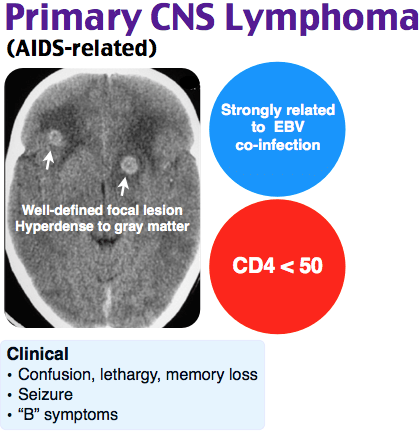 Primary CNS Lymphoma
(AIDS-related)
Well-defined focal lesion
Hyperdense to gray matter
Strongly related
to EBV
co-infection
CD4 < 50
Clinical
• Confusion, lethargy, memory loss
• Seizure
• “B” symptoms